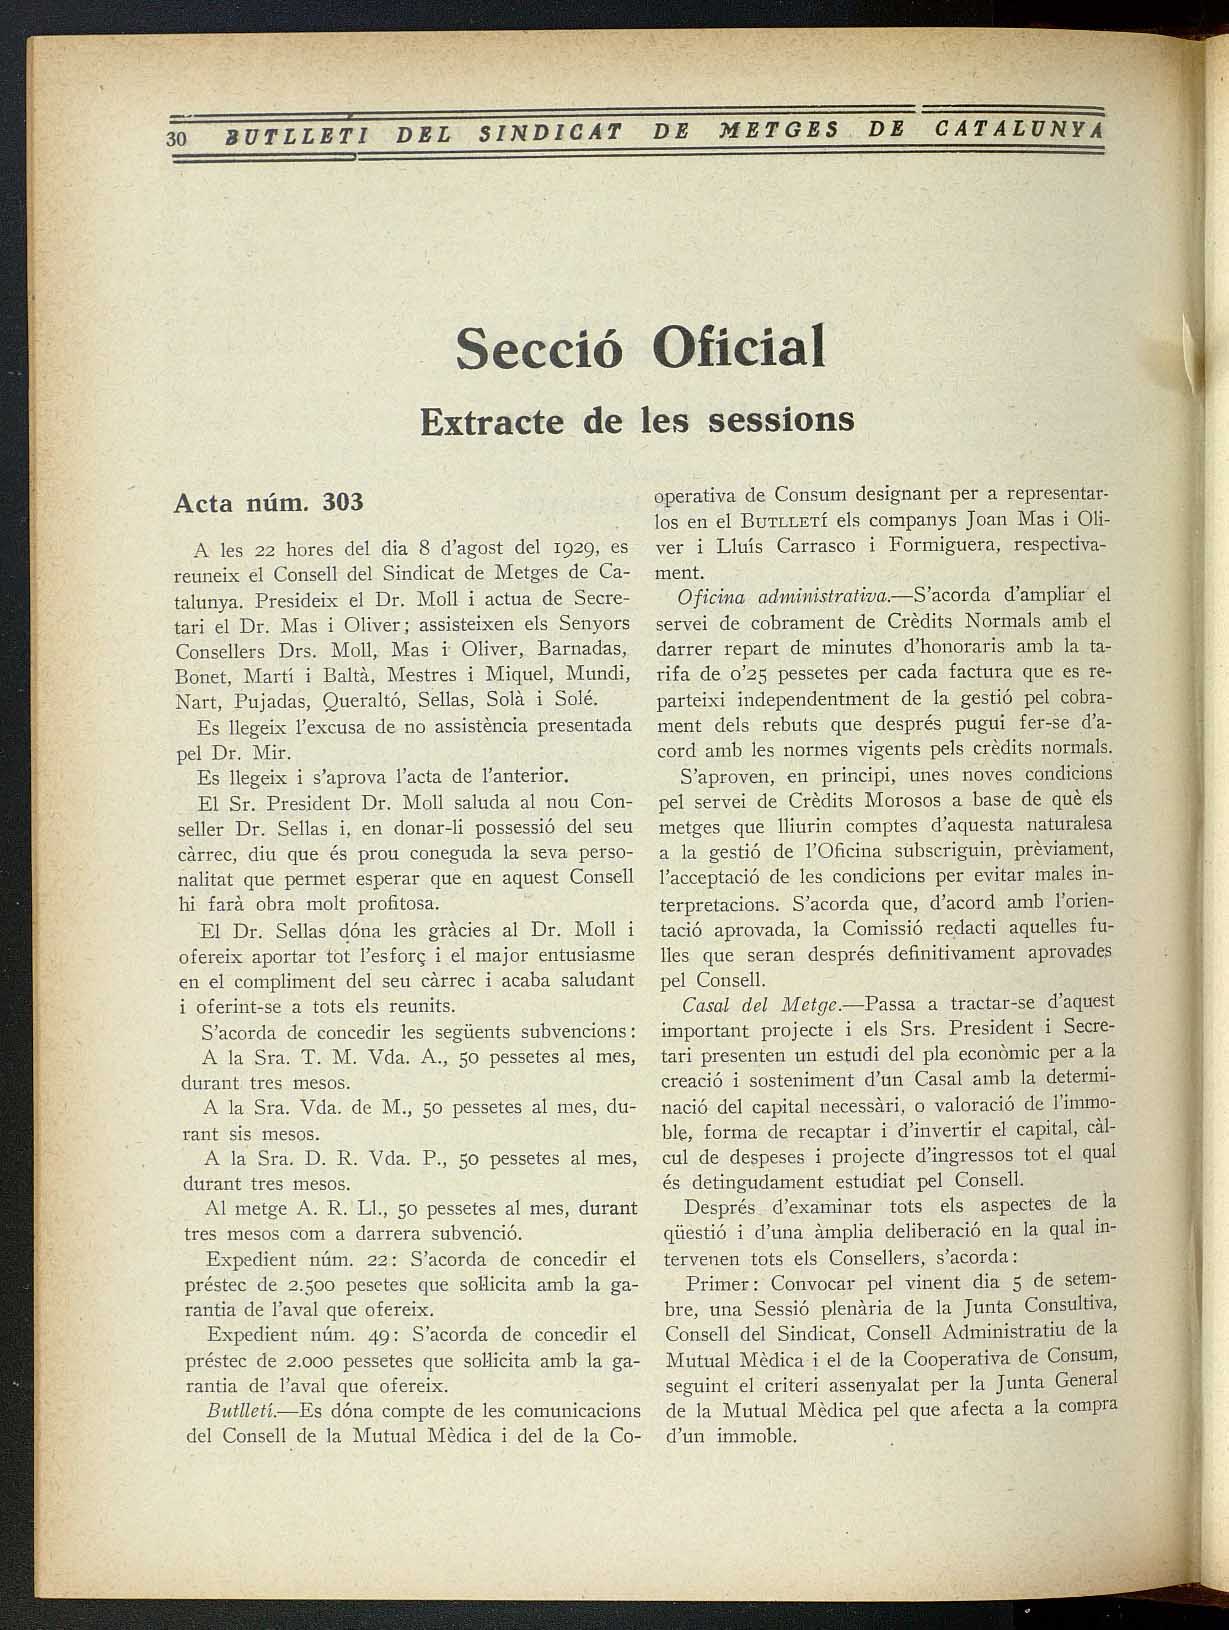 30 BUTLLETI DEL SINDICAT DE METGES DE CATALUNYA
Secció Oficial
Extracte de les sessions
Acta núm. 303
A les 22 hores del dia 8 d'agost del 1929, es
reuneix el Consell del Sindicat de Metges de Ca-
talunya. Presideix el Dr. Moll i actua de Secre-
tari el Dr. Mas i Oliver; assisteixen els Senyors
Consellers Drs. Moll, Mas i Oliver, Barnadas,
Bonet, Martí i Baltà, Mestres i Miquel, Mundi,
Nart, Pujadas, Queraltó, Sellas, Solà i Solé.
Es llegeix l'excusa de no assistència presentada
pel Dr. Mir.
Es llegeix i s'aprova l'acta de l'anterior.
El Sr. President Dr. Moll saluda al nou Con-
seller Dr. Sellas i, en donar-li possessió del seu
càrrec, diu que és prou coneguda la seva perso-
nalitat que permet esperar que en aquest Consell
hi farà obra molt profitosa.
El Dr. Sellas dóna les gràcies al Dr. Moll i
ofereix aportar tot l'esforç i el major entusiasme
en el compliment del seu càrrec i acaba saludant
i oferint-se a tots els reunits.
S'acorda de concedir les següents subvencions:
A la Sra. T. M. Vda. A., 50 pessetes al mes,
durant tres mesos.
A la Sra. Vda. de M., 50 pessetes al mes, du-
rant sis mesos.
A la Sra. D. R. Vda. P., 50 pessetes al mes,
durant tres mesos.
Al metge A. R. Ll., 50 pessetes al mes, durant
tres mesos com a darrera subvenció.
Expedient núm. 22: S'acorda de concedir el
préstec de 2.500 pesetes que sol·licita amb la ga-
rantia de l'aval que ofereix.
Expedient núm. 49: S'acorda de concedir el
préstec de 2.000 pessetes que sol·licita amb la ga-
rantia de l'aval que ofereix.
Butlletí.—Es dóna compte de les comunicacions
del Consell de la Mutual Mèdica i del de la Co-
operativa de Consum designant per a representar-
los en el BUTLLETÍ els companys Joan Mas i Oli-
ver i Lluís Carrasco i Formiguera, respectiva-
ment.
Oficina administrativa.—S'acorda d'ampliar el
servei de cobrament de Crèdits Normals amb el
darrer repart de minutes d'honoraris amb la ta-
rifa de 0'25 pessetes per cada factura que es re-
parteixi independentment de la gestió pel cobra-
ment dels rebuts que després pugui fer-se d'a-
cord amb les normes vigents pels crèdits normals.
S'aproven, en principi, unes noves condicions
pel servei de Crèdits Morosos a base de què els
metges que lliurin comptes d'aquesta naturalesa
a la gestió de l'Oficina subscriguin, prèviament,
l'acceptació de les condicions per evitar males in-
terpretacions. S'acorda que, d'acord amb l'orien-
tació aprovada, la Comissió redacti aquelles fu-
lles que seran després definitivament aprovades
pel Consell.
Casal del Metge.—Passa a tractar-se d'aquest
important projecte i els Srs. President i Secre-
tari presenten un estudi del pla econòmic per a la
creació i sosteniment d'un Casal amb la determi-
nació del capital necessàri, o valoració de l'immo-
ble, forma de recaptar i d'invertir el capital, càl-
cul de despeses i projecte d'ingressos tot el qual
és detingudament estudiat pel Consell.
Després d'examinar tots els aspectes de la
qüestió i d'una àmplia deliberació en la qual in-
tervenen tots els Consellers, s'acorda:
Primer: Convocar pel vinent dia 5 de setem-
bre, una Sessió plenària de la Junta Consultiva,
Consell del Sindicat, Consell Administratiu de la
Mutual Mèdica i el de la Cooperativa de Consum,
seguint el criteri assenyalat per la Junta General
de la Mutual Mèdica pel que afecta a la compra
d'un immoble.